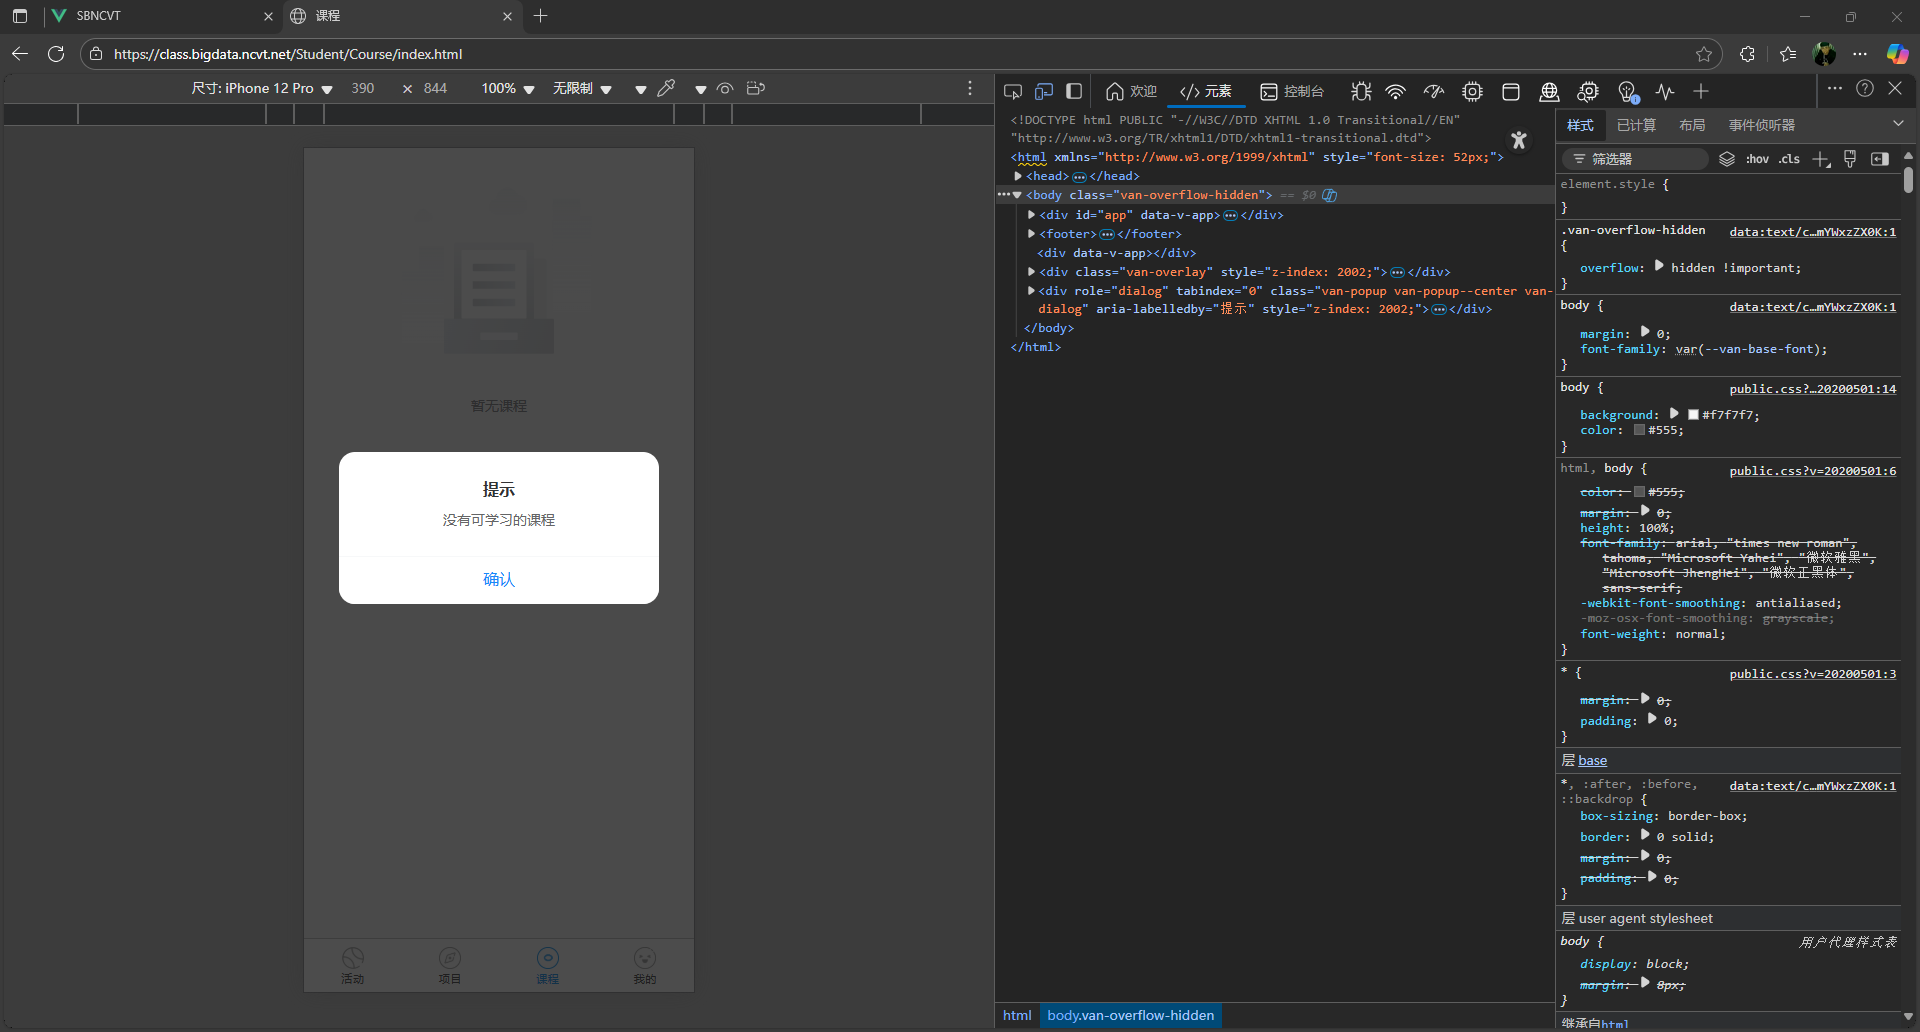 SBNCVT
课程
https://class.bigdata.ncvt.net/Student/Course/index.html
尺寸: iPhone 12 Pro 390 × 844 100% 无限制
暂无课程
提示
没有可学习的课程
确认
活动 项目 课程 我的
欢迎 元素 控制台
<!DOCTYPE html PUBLIC "-//W3C//DTD XHTML 1.0 Transitional//EN"
"http://www.w3.org/TR/xhtml1/DTD/xhtml1-transitional.dtd">
<html xmlns="http://www.w3.org/1999/xhtml" style="font-size: 52px;">
<head>…</head>
<body class="van-overflow-hidden"> == $0
<div id="app" data-v-app>…</div>
<footer>…</footer>
<div data-v-app></div>
<div class="van-overlay" style="z-index: 2002;">…</div>
<div role="dialog" tabindex="0" class="van-popup van-popup--center van-
dialog" aria-labelledby="提示" style="z-index: 2002;">…</div>
</body>
</html>
html body.van-overflow-hidden
样式 已计算 布局 事件侦听器
筛选器 :hov .cls
element.style {
}
.van-overflow-hidden data:text/c…mYWxzZX0K:1
{
overflow: hidden !important;
}
body { data:text/c…mYWxzZX0K:1
margin: 0;
font-family: var(--van-base-font);
}
body { public.css?…20200501:14
background: #f7f7f7;
color: #555;
}
html, body { public.css?v=20200501:6
color: #555;
margin: 0;
height: 100%;
font-family: arial, "times new roman",
tahoma, "Microsoft Yahei", "微软雅黑",
"Microsoft JhengHei", "微软正黑体",
sans-serif;
-webkit-font-smoothing: antialiased;
-moz-osx-font-smoothing: grayscale;
font-weight: normal;
}
* { public.css?v=20200501:3
margin: 0;
padding: 0;
}
层 base
*, :after, :before, data:text/c…mYWxzZX0K:1
::backdrop {
box-sizing: border-box;
border: 0 solid;
margin: 0;
padding: 0;
}
层 user agent stylesheet
body { 用户代理样式表
display: block;
margin: 8px;
}
继承自html